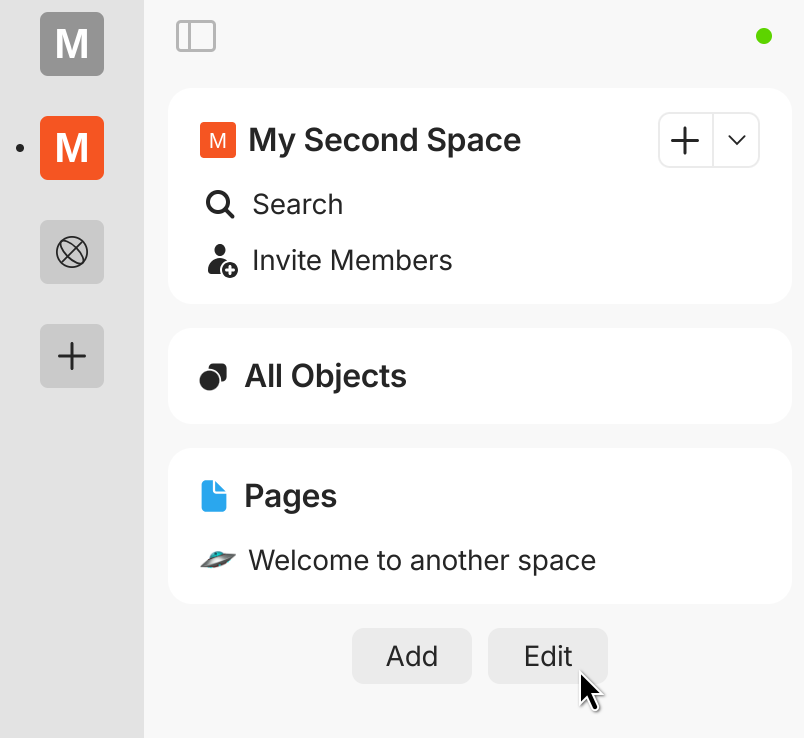 M
M
M My Second Space
Search
Invite Members
All Objects
Pages
Welcome to another space
Add Edit